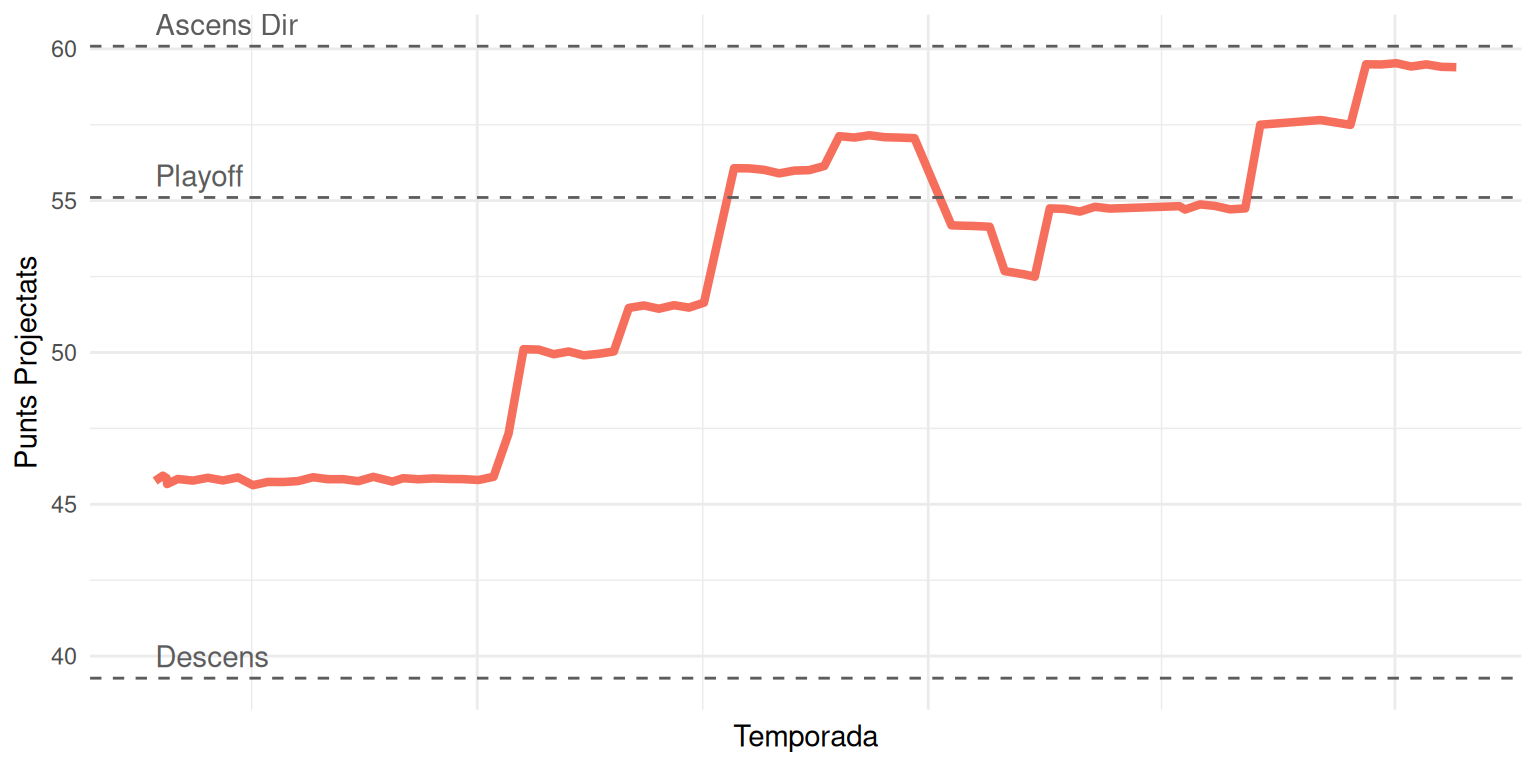 Ascens Dir
60
Playoff
55
50
45
Descens
40
Punts Projectats
Temporada